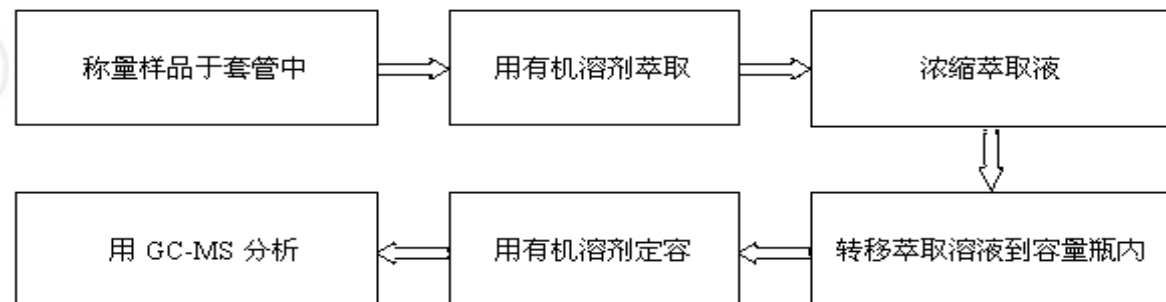 称量样品于套管中
用有机溶剂萃取
浓缩萃取液
转移萃取溶液到容量瓶内
用有机溶剂定容
用 GC-MS 分析